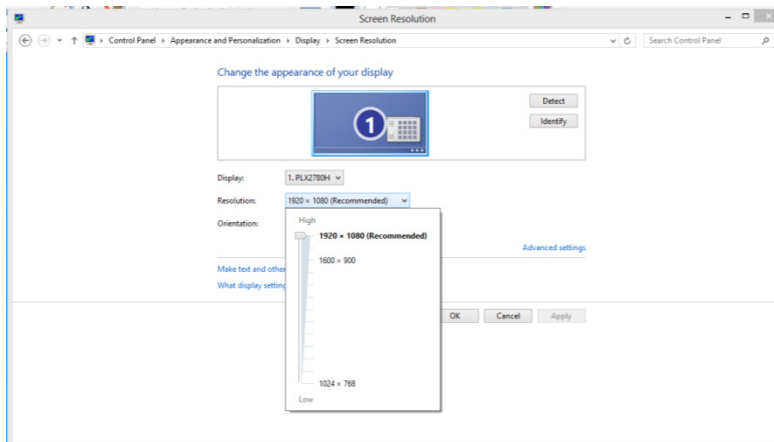 Screen Resolution
Control Panel Appearance and Personalization Display Screen Resolution
Search Control Panel
Change the appearance of your display
1
Detect
Identify
Display: 1. PLX2780H
Resolution: 1920 × 1080 (Recommended)
Orientation:
High
1920 × 1080 (Recommended)
1600 × 900
1024 × 768
Low
Advanced settings
Make text and othe
What display setting
OK Cancel Apply